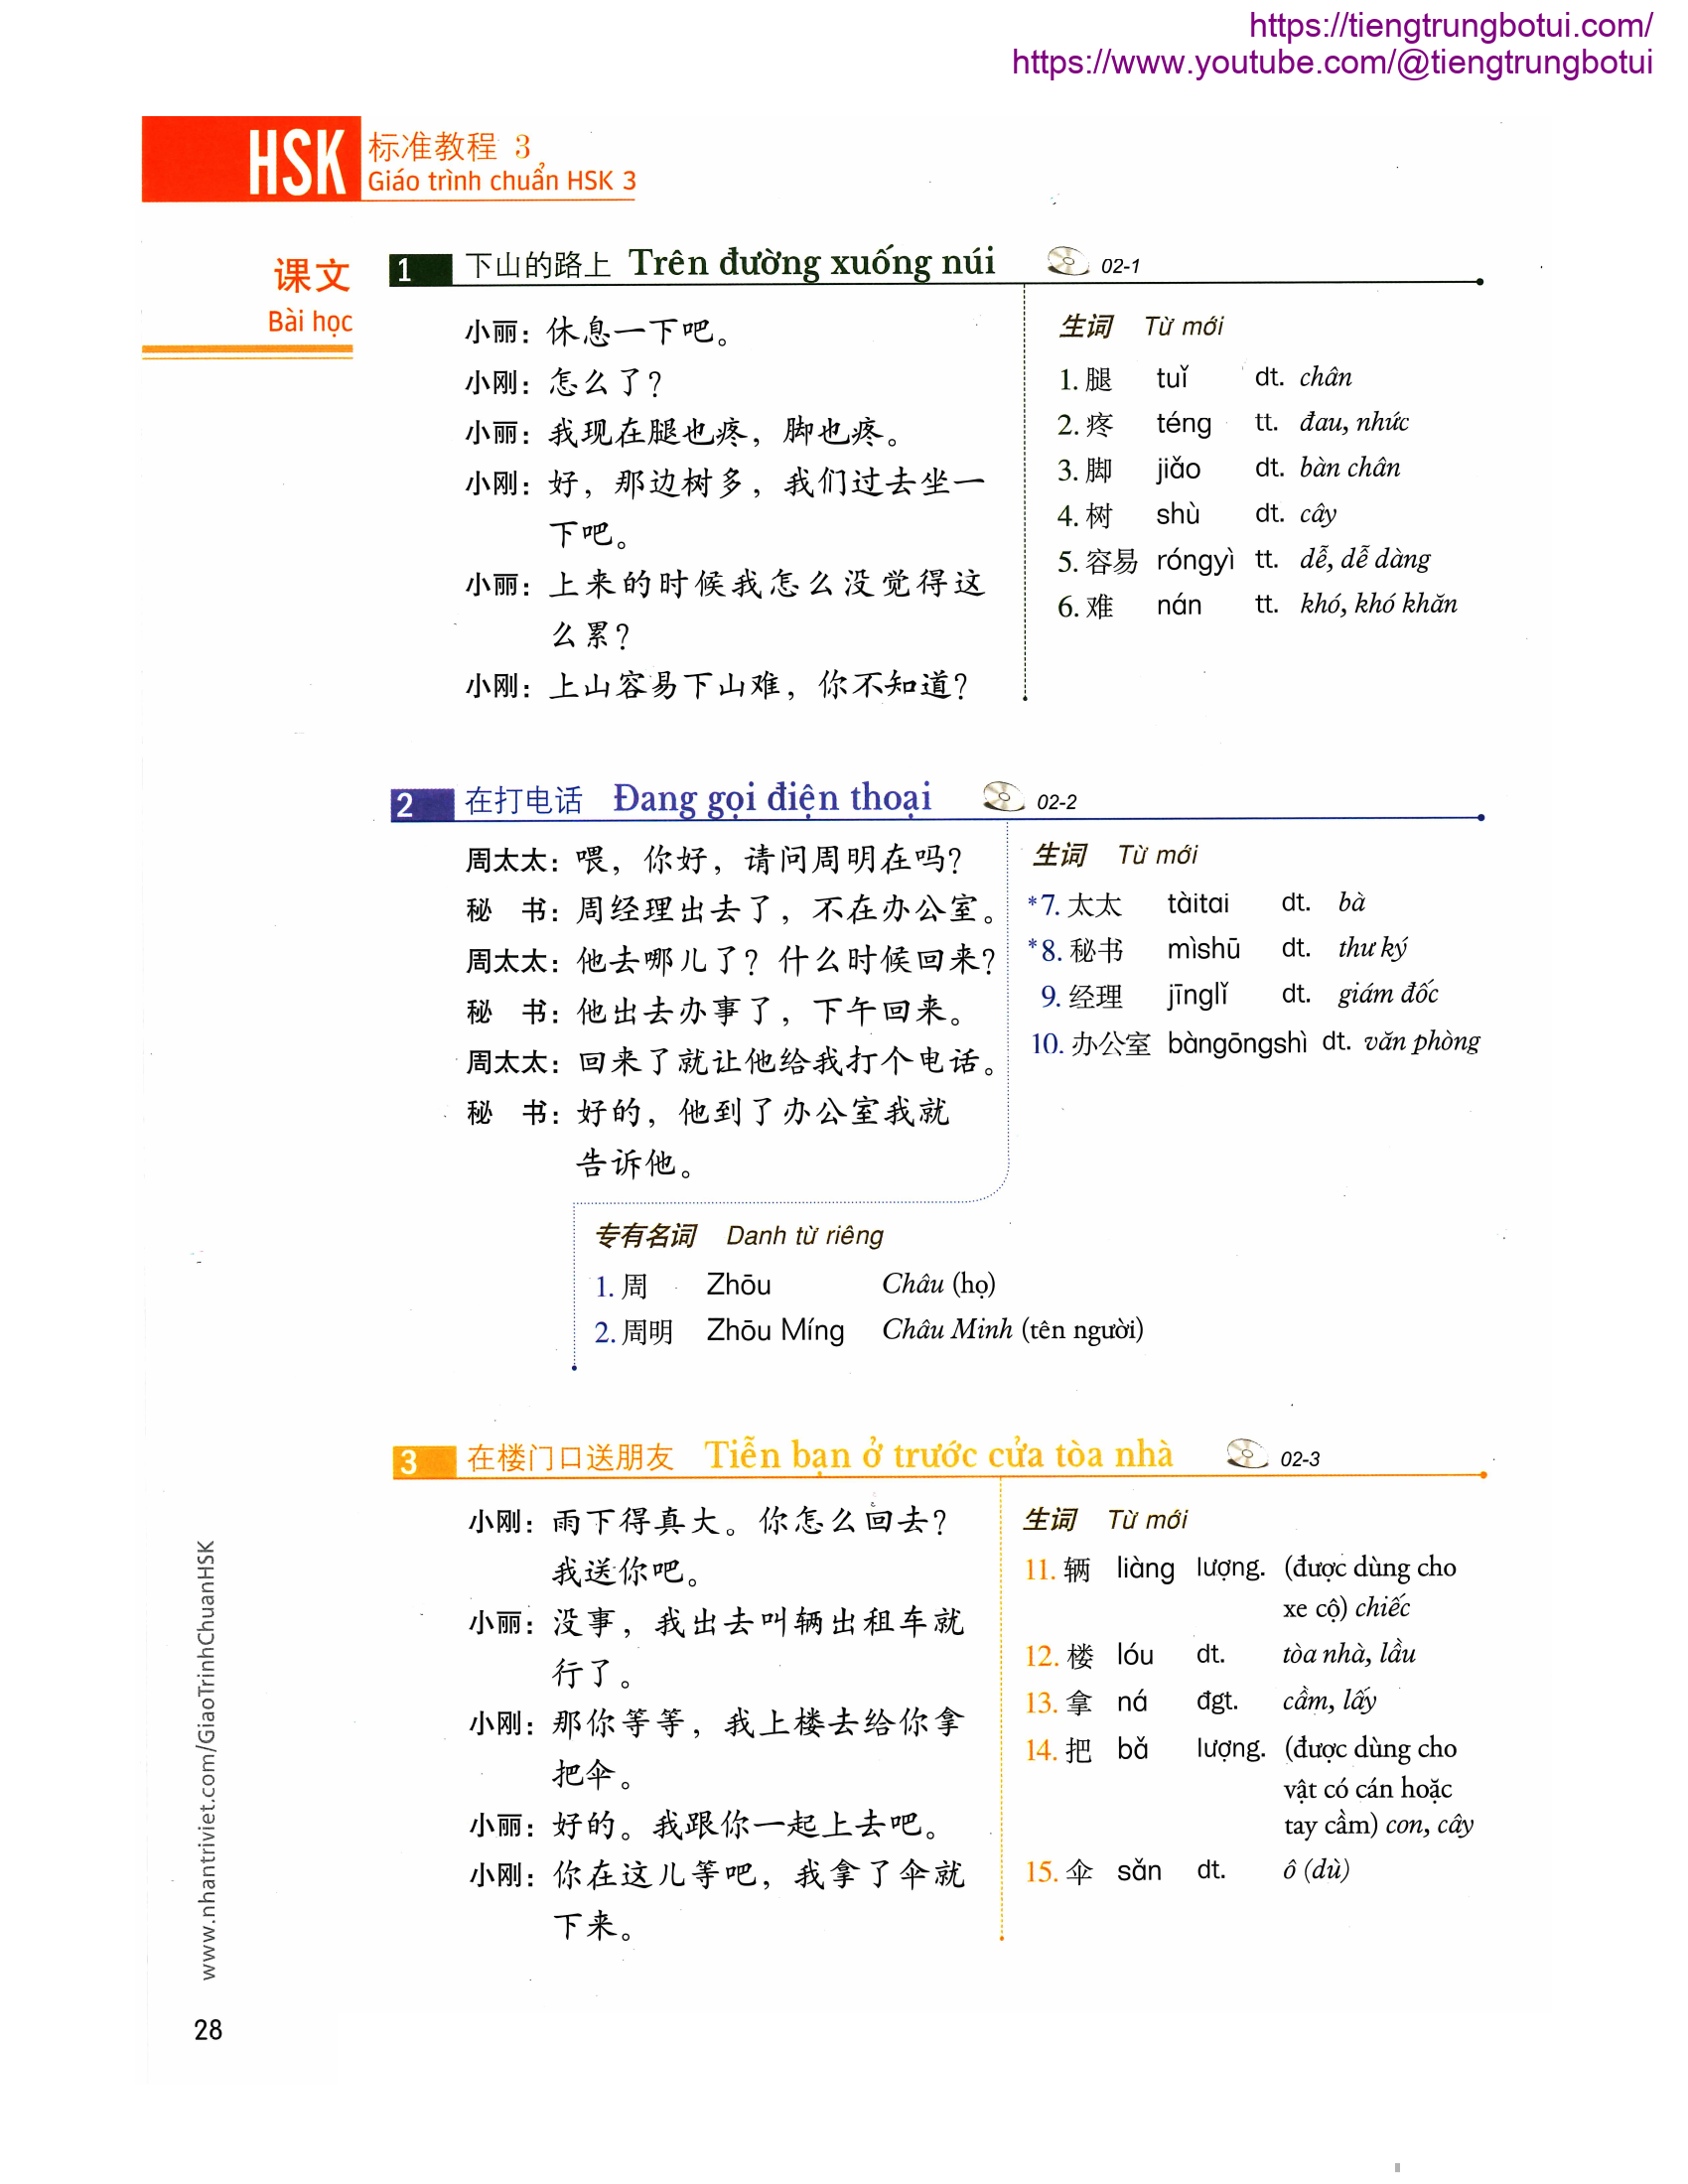 https://tiengtrungbotui.com/
https://www.youtube.com/@tiengtrungbotui
HSK 标准教程 3
Giáo trình chuẩn HSK 3
课文
Bài học
1 下山的路上 Trên đường xuống núi 02-1
小丽：休息一下吧。
小刚：怎么了？
小丽：我现在腿也疼，脚也疼。
小刚：好，那边树多，我们过去坐一
下吧。
小丽：上来的时候我怎么没觉得这
么累？
小刚：上山容易下山难，你不知道？
生词 Từ mới
1. 腿 tuǐ dt. chân
2. 疼 téng tt. đau, nhức
3. 脚 jiǎo dt. bàn chân
4. 树 shù dt. cây
5. 容易 róngyì tt. dễ, dễ dàng
6. 难 nán tt. khó, khó khăn
2 在打电话 Đang gọi điện thoại 02-2
周太太：喂，你好，请问周明在吗？
秘 书：周经理出去了，不在办公室。
周太太：他去哪儿了？什么时候回来？
秘 书：他出去办事了，下午回来。
周太太：回来了就让他给我打个电话。
秘 书：好的，他到了办公室我就
告诉他。
生词 Từ mới
*7. 太太 tàitai dt. bà
*8. 秘书 mìshū dt. thư ký
9. 经理 jīnglǐ dt. giám đốc
10. 办公室 bàngōngshì dt. văn phòng
专有名词 Danh từ riêng
1. 周 Zhōu Châu (họ)
2. 周明 Zhōu Míng Châu Minh (tên người)
3 在楼门口送朋友 Tiễn bạn ở trước cửa tòa nhà 02-3
小刚：雨下得真大。你怎么回去？
我送你吧。
小丽：没事，我出去叫辆出租车就
行了。
小刚：那你等等，我上楼去给你拿
把伞。
小丽：好的。我跟你一起上去吧。
小刚：你在这儿等吧，我拿了伞就
下来。
生词 Từ mới
11. 辆 liàng lượng. (được dùng cho
xe cộ) chiếc
12. 楼 lóu dt. tòa nhà, lầu
13. 拿 ná đgt. cầm, lấy
14. 把 bǎ lượng. (được dùng cho
vật có cán hoặc
tay cầm) con, cây
15. 伞 sǎn dt. ô (dù)
www.nhantriviet.com/GiaoTrinhChuanHSK
28